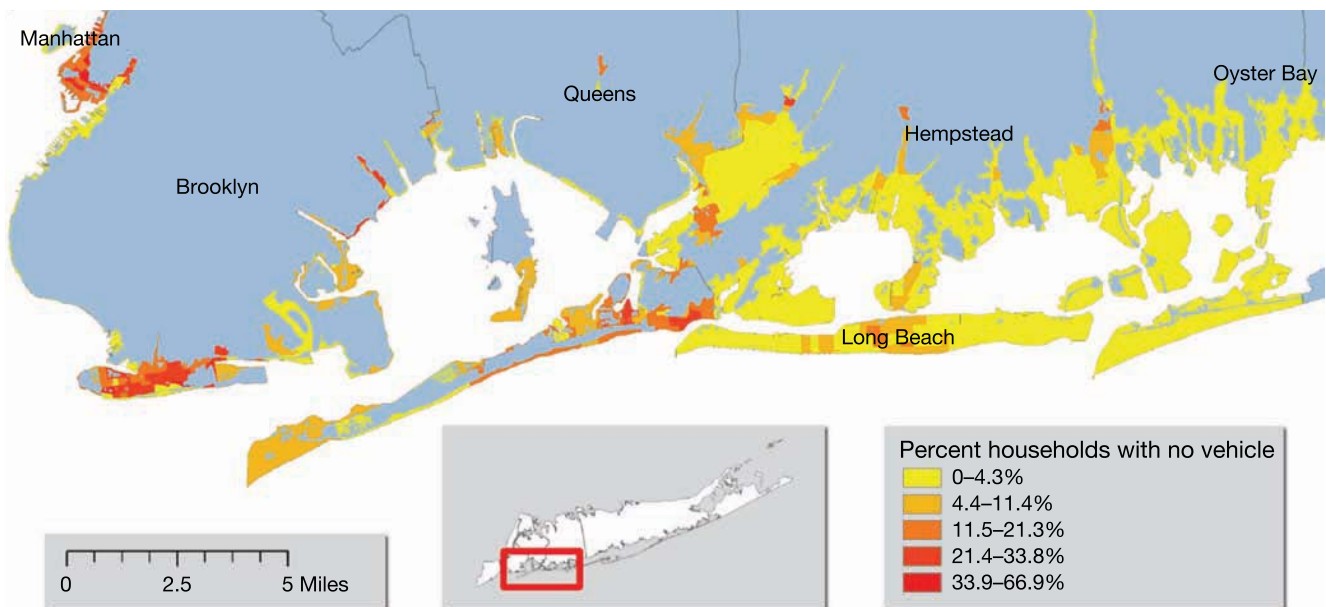 Manhattan
Oyster Bay
Queens
Hempstead
Brooklyn
Long Beach
Percent households with no vehicle
0–4.3%
4.4–11.4%
11.5–21.3%
21.4–33.8%
33.9–66.9%
0 2.5 5 Miles